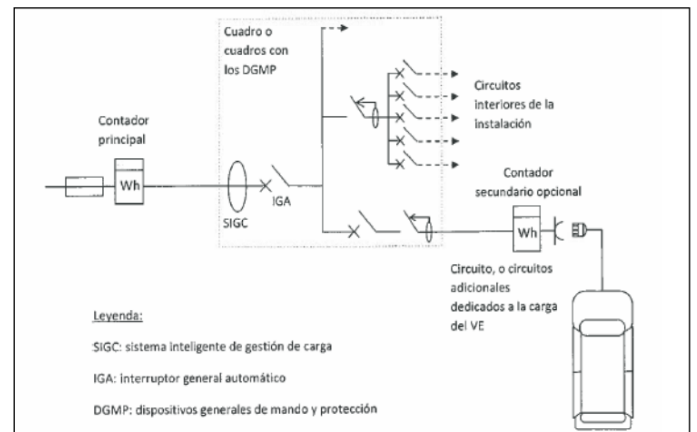 Cuadro o
cuadros con
los DGMP
Contador
principal
Wh
SIGC
IGA
Circuitos
interiores de la
instalación
Contador
secundario opcional
Wh
Circuito, o circuitos
adicionales
dedicados a la carga
del VE
Leyenda:
SIGC: sistema inteligente de gestión de carga
IGA: interruptor general automático
DGMP: dispositivos generales de mando y protección